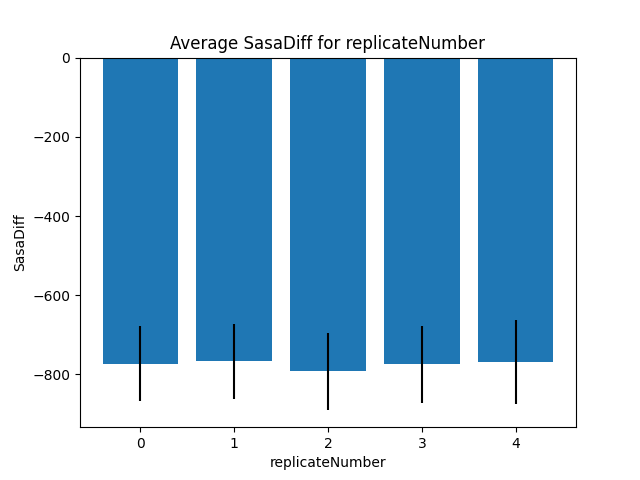 Average SasaDiff for replicateNumber
0
−200
−400
−600
−800
SasaDiff
0 1 2 3 4
replicateNumber